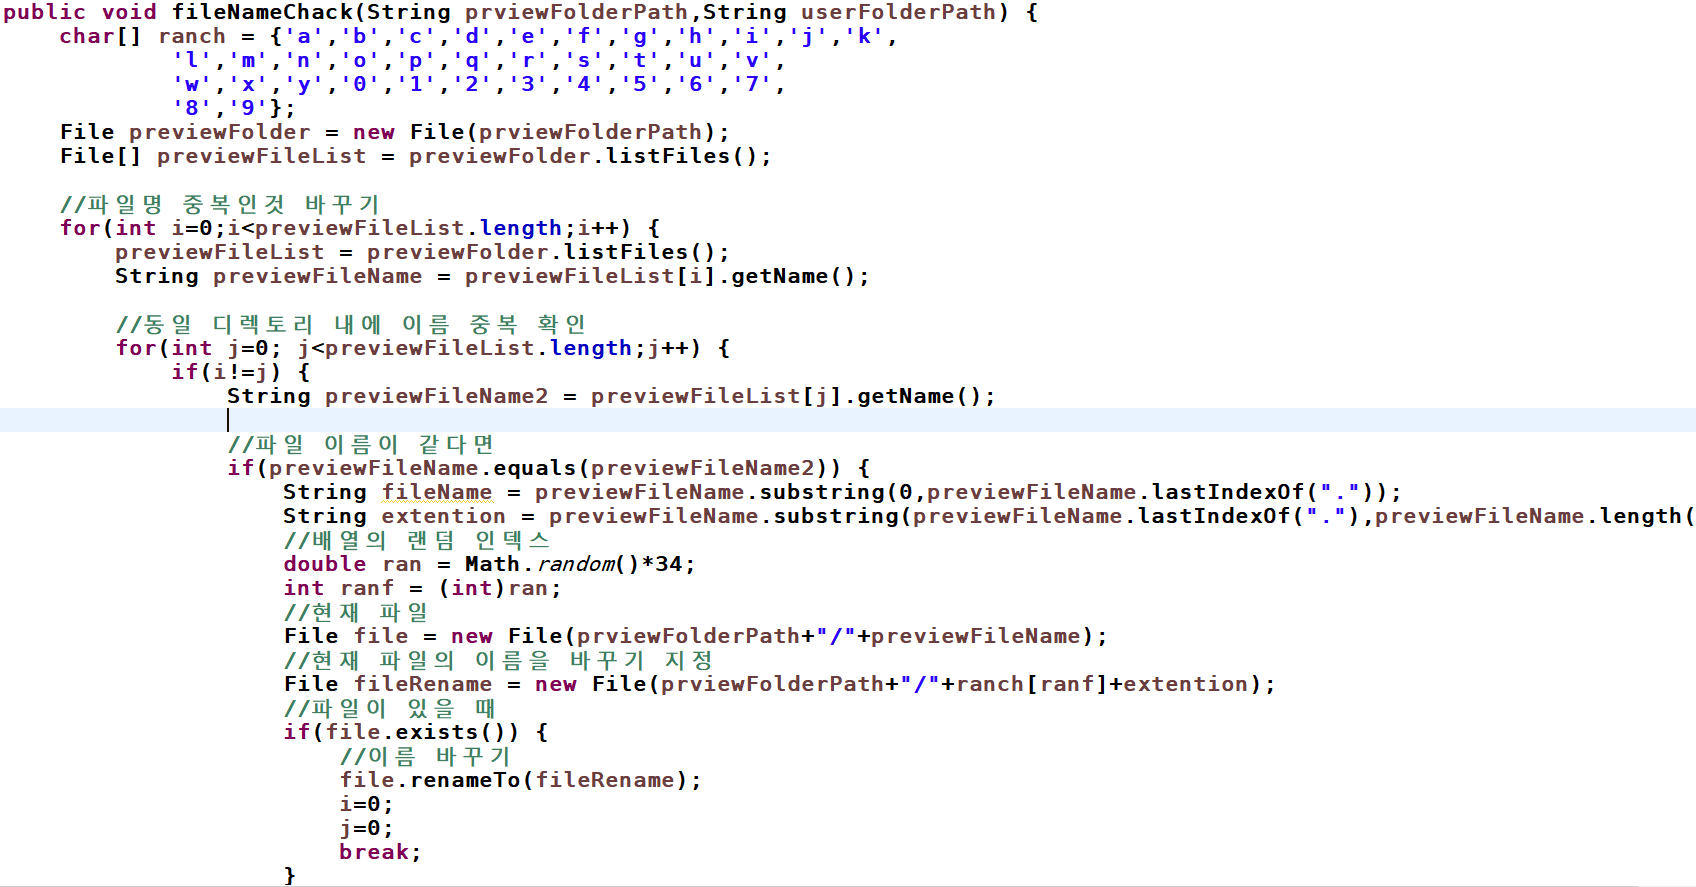 public void fileNameChack(String prviewFolderPath,String userFolderPath) {
char[] ranch = {'a','b','c','d','e','f','g','h','i','j','k',
'l','m','n','o','p','q','r','s','t','u','v',
'w','x','y','0','1','2','3','4','5','6','7',
'8','9'};
File previewFolder = new File(prviewFolderPath);
File[] previewFileList = previewFolder.listFiles();
//파일명 중복인것 바꾸기
for(int i=0;i<previewFileList.length;i++) {
previewFileList = previewFolder.listFiles();
String previewFileName = previewFileList[i].getName();
//동일 디렉토리 내에 이름 중복 확인
for(int j=0; j<previewFileList.length;j++) {
if(i!=j) {
String previewFileName2 = previewFileList[j].getName();
//파일 이름이 같다면
if(previewFileName.equals(previewFileName2)) {
String fileName = previewFileName.substring(0,previewFileName.lastIndexOf("."));
String extention = previewFileName.substring(previewFileName.lastIndexOf("."),previewFileName.length(
//배열의 랜덤 인덱스
double ran = Math.random()*34;
int ranf = (int)ran;
//현재 파일
File file = new File(prviewFolderPath+"/"+previewFileName);
//현재 파일의 이름을 바꾸기 지정
File fileRename = new File(prviewFolderPath+"/"+ranch[ranf]+extention);
//파일이 있을 때
if(file.exists()) {
//이름 바꾸기
file.renameTo(fileRename);
i=0;
j=0;
break;
}